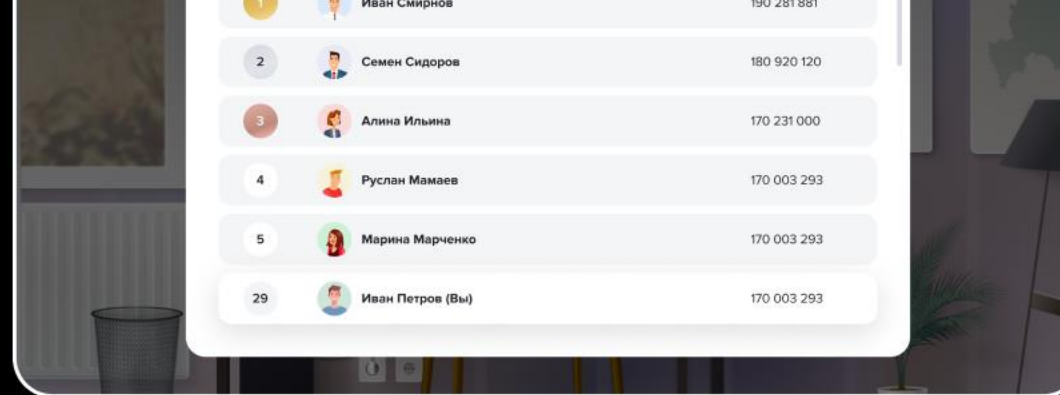 1 Иван Смирнов 190 281 881
2 Семен Сидоров 180 920 120
3 Алина Ильина 170 231 000
4 Руслан Мамаев 170 003 293
5 Марина Марченко 170 003 293
29 Иван Петров (Вы) 170 003 293